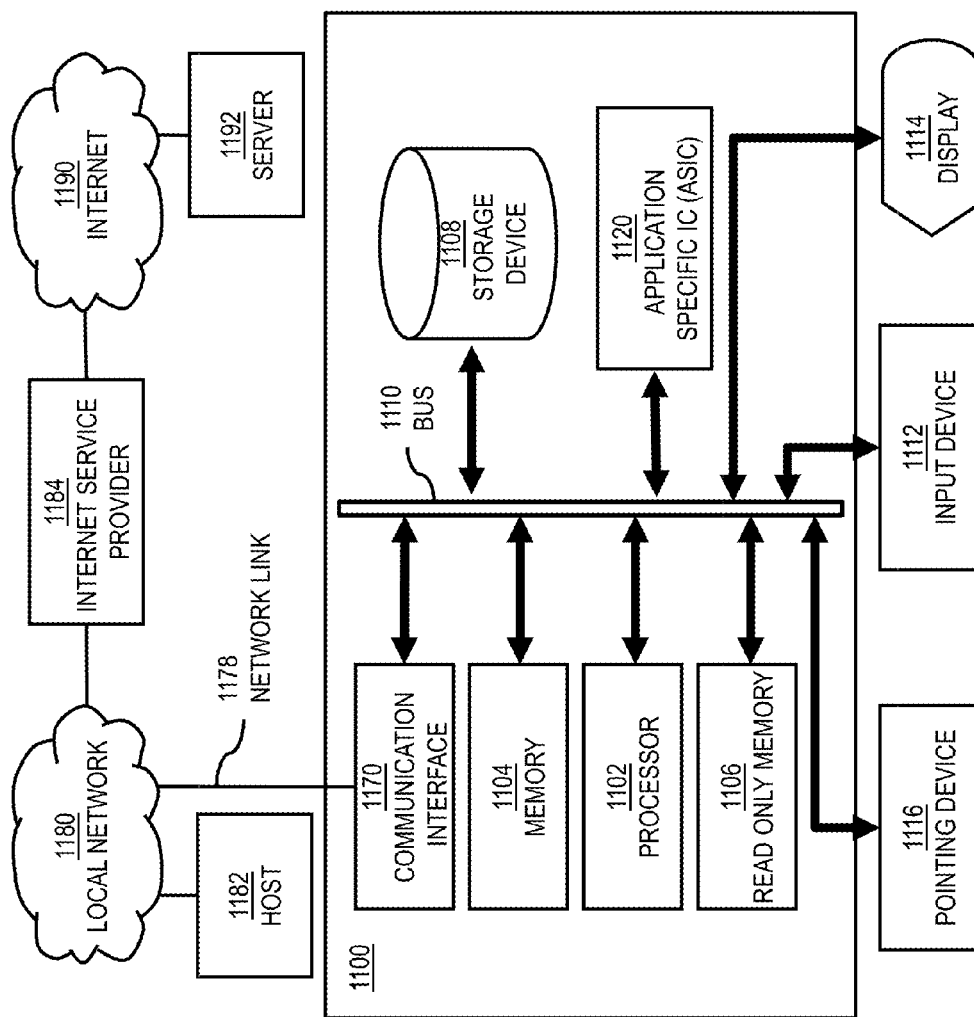 1180
LOCAL NETWORK
1182
HOST
1178
NETWORK LINK
1184
INTERNET SERVICE
PROVIDER
1190
INTERNET
1192
SERVER
1100
1170
COMMUNICATION
INTERFACE
1104
MEMORY
1102
PROCESSOR
1106
READ ONLY MEMORY
1110
BUS
1108
STORAGE
DEVICE
1120
APPLICATION
SPECIFIC IC (ASIC)
1116
POINTING DEVICE
1112
INPUT DEVICE
1114
DISPLAY